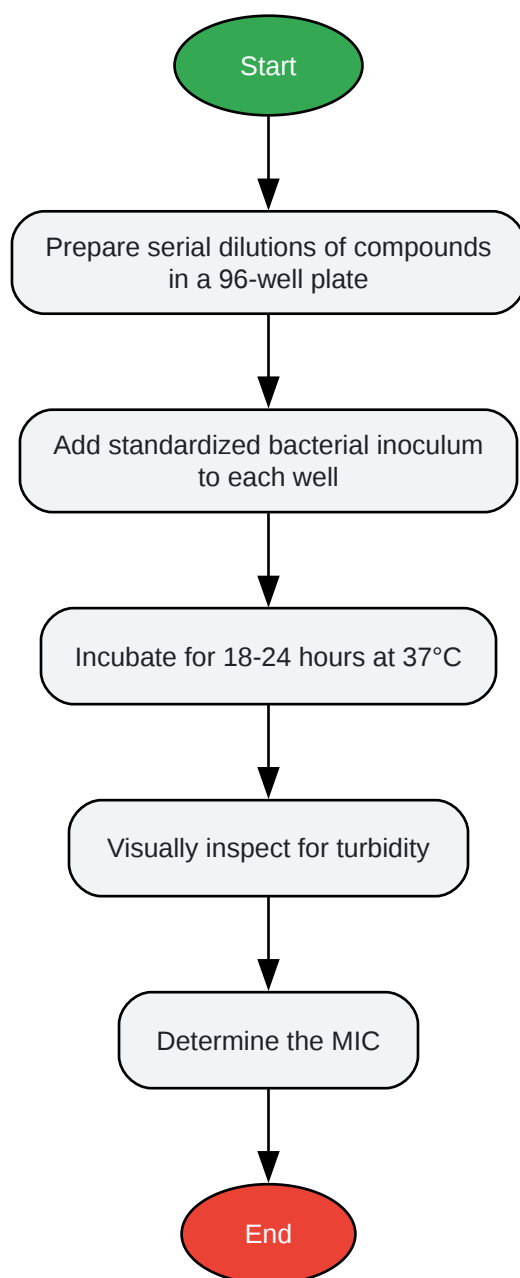 Start
Prepare serial dilutions of compounds
in a 96-well plate
Add standardized bacterial inoculum
to each well
Incubate for 18-24 hours at 37°C
Visually inspect for turbidity
Determine the MIC
End